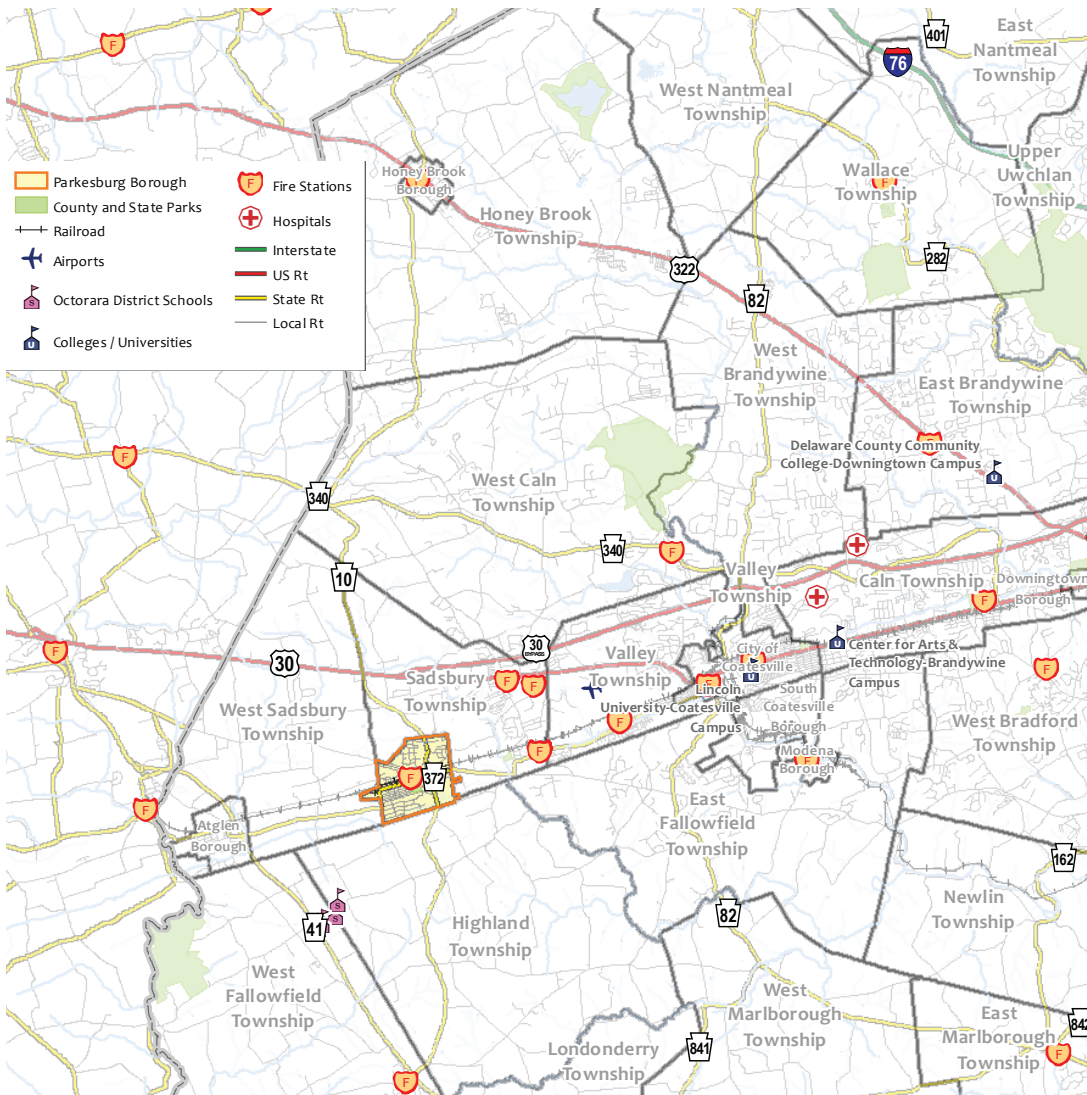 F
F
401
East
Nantmeal
Township
76
West Nantmeal
Township
Upper
Uwchlan
Township
Wallace
Township
F
Honey Brook
Borough
F
Honey Brook
Township
Parkesburg Borough
County and State Parks
Railroad
Airports
S
Octorara District Schools
U
Colleges / Universities
F
Fire Stations
Hospitals
Interstate
US Rt
State Rt
Local Rt
282
322
82
West
Brandywine
Township
East Brandywine
Township
F
Delaware County Community
College-Downingtown Campus
U
F
West Caln
Township
340
340
F
10
Valley
Township
Caln Township
Downingtown
Borough
F
F
30
30
BYPASS
Sadsbury
Township
F
F
Valley
Township
City of
Coatesville
F
U
U
Center for Arts &
Technology-Brandywine
Campus
F
F
Lincoln
University-Coatesville
Campus
South
Coatesville
Borough
West Sadsbury
Township
F
F
Modena
Borough
F
West Bradford
Township
F
372
F
Atglen
Borough
East
Fallowfield
Township
162
Newlin
Township
S
S
41
Highland
Township
82
West
Fallowfield
Township
West
Marlborough
Township
East
Marlborough
Township
842
F
841
Londonderry
Township
F